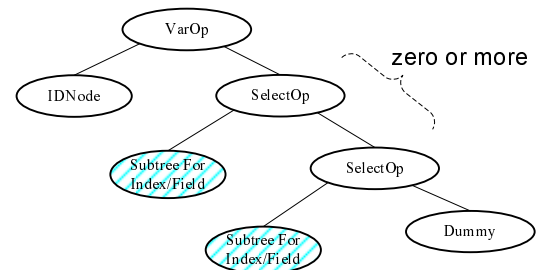 VarOp
zero or more
IDNode
SelectOp
Subtree For
Index/Field
SelectOp
Subtree For
Index/Field
Dummy